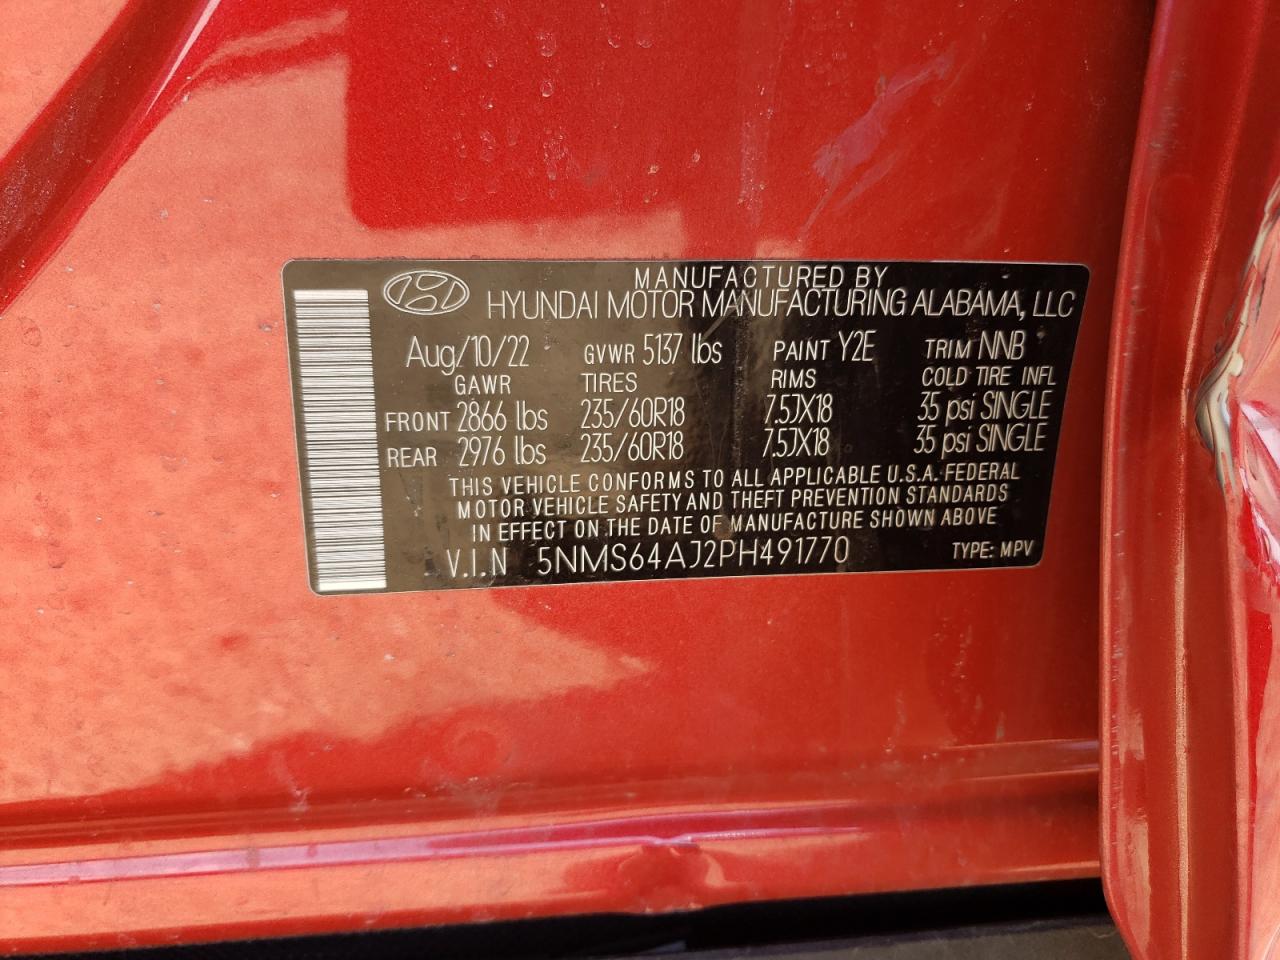 MANUFACTURED BY
HYUNDAI MOTOR MANUFACTURING ALABAMA, LLC
Aug/10/22 GVWR 5137 lbs PAINT Y2E TRIM NNB
GAWR TIRES RIMS COLD TIRE INFL
FRONT 2866 lbs 235/60R18 7.5JX18 35 psi SINGLE
REAR 2976 lbs 235/60R18 7.5JX18 35 psi SINGLE
THIS VEHICLE CONFORMS TO ALL APPLICABLE U.S.A. FEDERAL
MOTOR VEHICLE SAFETY AND THEFT PREVENTION STANDARDS
IN EFFECT ON THE DATE OF MANUFACTURE SHOWN ABOVE
V.I.N 5NMS64AJ2PH491770 TYPE: MPV